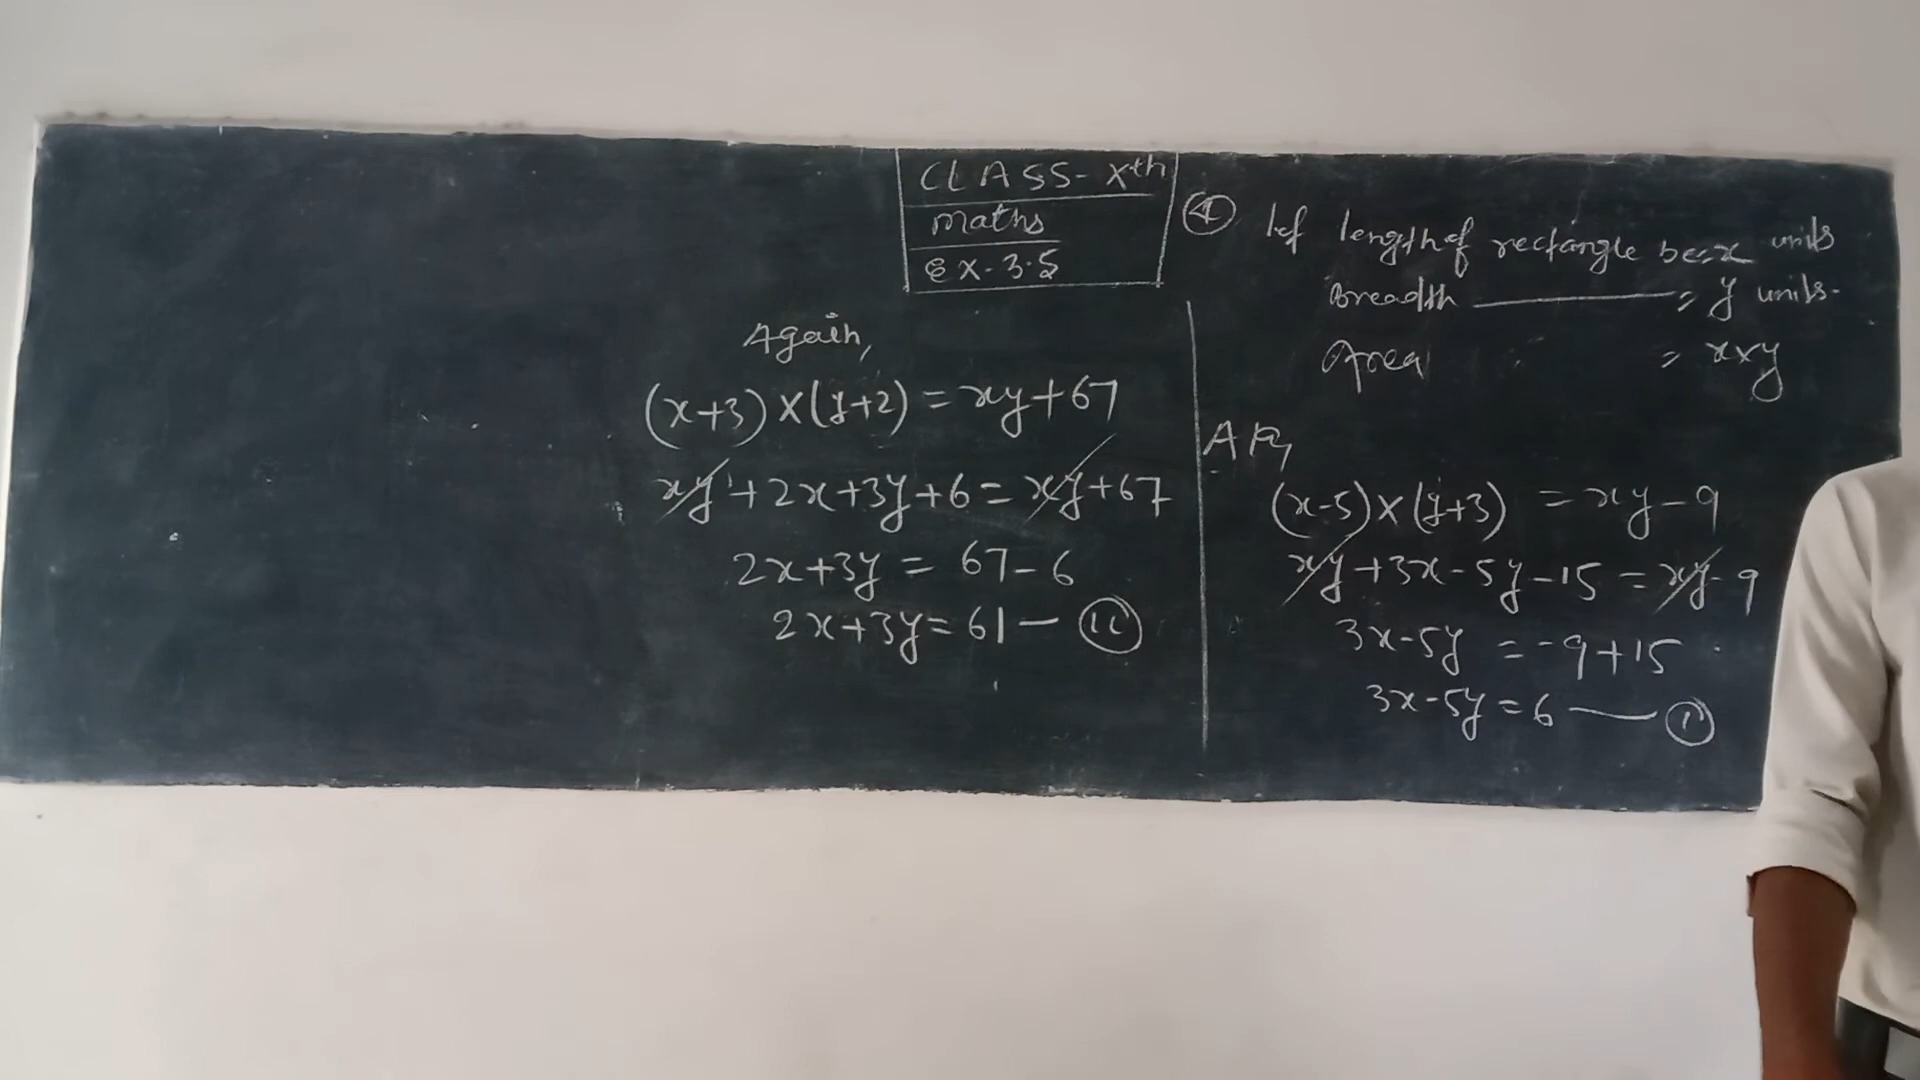 CLASS-Xth
Maths
Ex-3.5
④ let length of rectangle be=x units
Breadth ——— = y units.
Area = x×y
(x-5)×(y+3) = xy-9
xy+3x-5y-15 = xy-9
3x-5y = -9+15
3x-5y=6 —— ①
Again,
(x+3)×(y+2) = xy+67
xy+2x+3y+6 = xy+67
2x+3y = 67-6
2x+3y=61 — ⑪